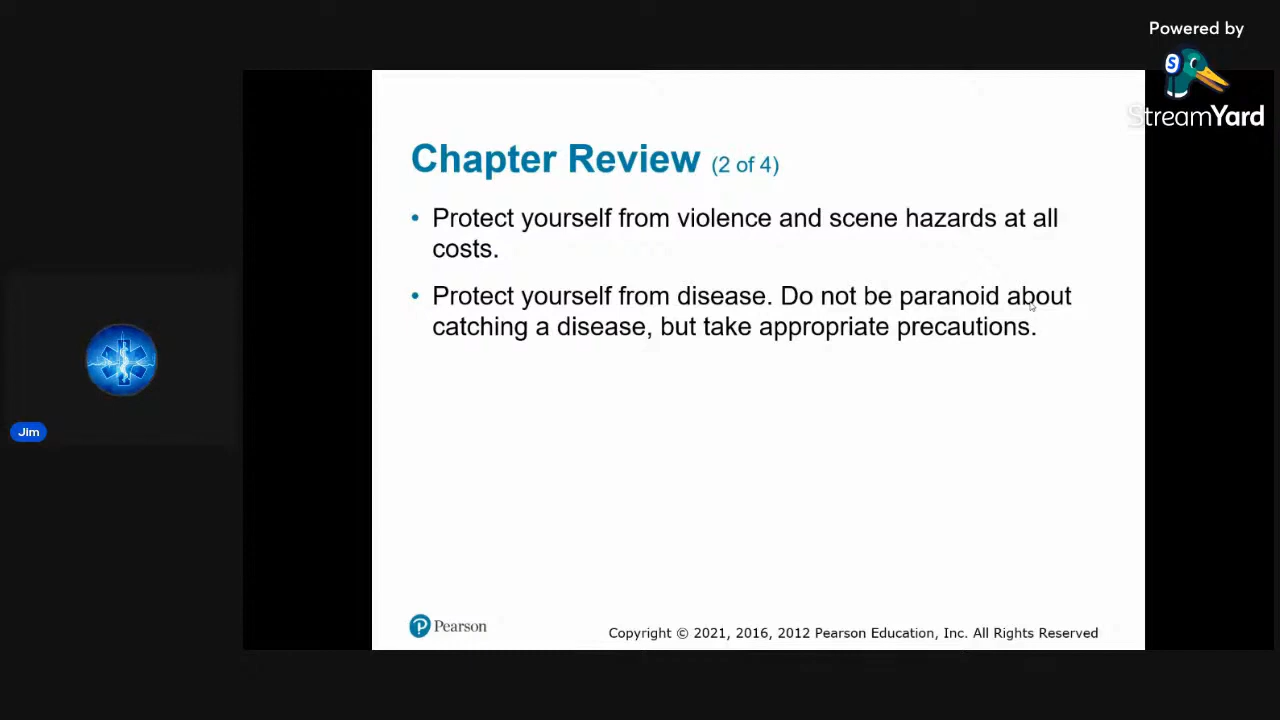 Powered by
StreamYard
Chapter Review (2 of 4)
• Protect yourself from violence and scene hazards at all
costs.
• Protect yourself from disease. Do not be paranoid about
catching a disease, but take appropriate precautions.
Jim
Pearson
Copyright © 2021, 2016, 2012 Pearson Education, Inc. All Rights Reserved